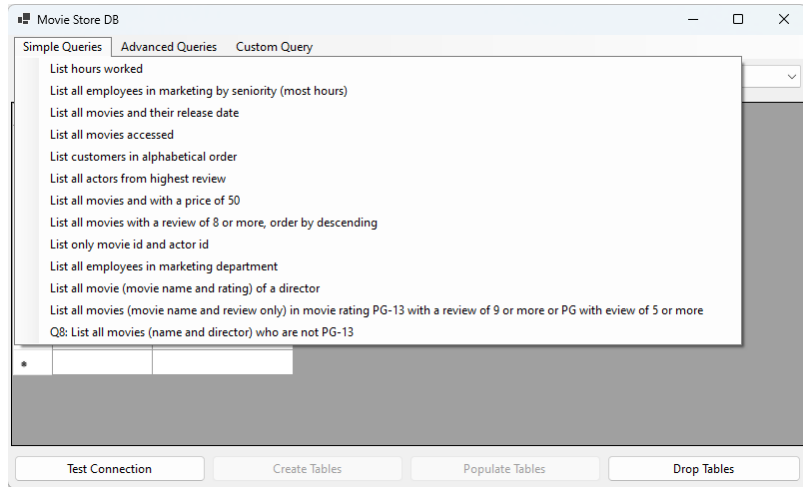 Movie Store DB
Simple Queries Advanced Queries Custom Query
List hours worked
List all employees in marketing by seniority (most hours)
List all movies and their release date
List all movies accessed
List customers in alphabetical order
List all actors from highest review
List all movies and with a price of 50
List all movies with a review of 8 or more, order by descending
List only movie id and actor id
List all employees in marketing department
List all movie (movie name and rating) of a director
List all movies (movie name and review only) in movie rating PG-13 with a review of 9 or more or PG with eview of 5 or more
Q8: List all movies (name and director) who are not PG-13
Test Connection Create Tables Populate Tables Drop Tables